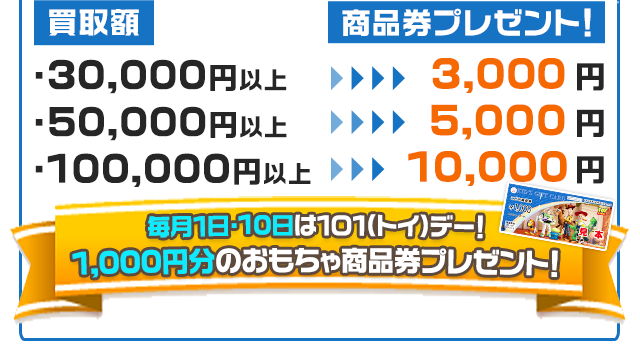 買取額 商品券プレゼント!
・30,000円以上 3,000円
・50,000円以上 5,000円
・100,000円以上 10,000円
毎月1日・10日は101(トイ)デー!
1,000円分のおもちゃ商品券プレゼント!
見本